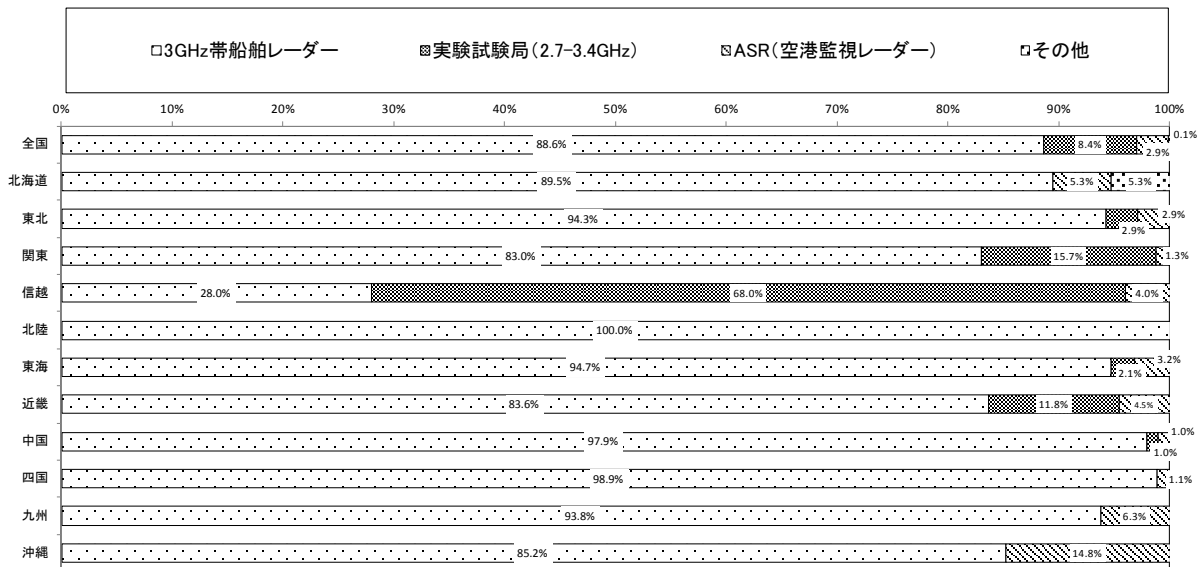 □3GHz帯船舶レーダー ▩実験試験局(2.7-3.4GHz) ▧ASR(空港監視レーダー) その他
0% 10% 20% 30% 40% 50% 60% 70% 80% 90% 100%
全国 88.6% 8.4% 2.9% 0.1%
北海道 89.5% 5.3% 5.3%
東北 94.3% 2.9% 2.9%
関東 83.0% 15.7% 1.3%
信越 28.0% 68.0% 4.0%
北陸 100.0%
東海 94.7% 2.1% 3.2%
近畿 83.6% 11.8% 4.5%
中国 97.9% 1.0% 1.0%
四国 98.9% 1.1%
九州 93.8% 6.3%
沖縄 85.2% 14.8%